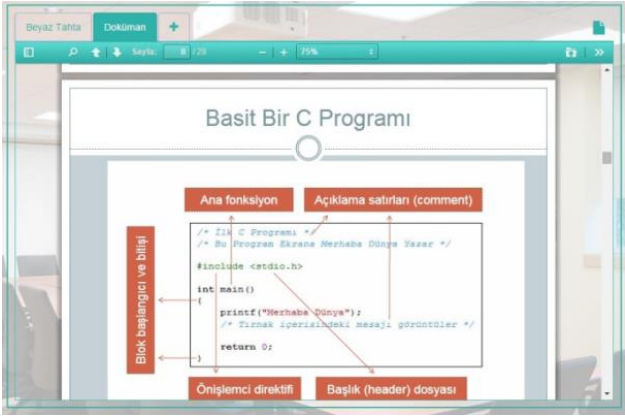 Beyaz Tahta
Doküman
+
Sayfa: 8 /28
− + 75%
Basit Bir C Programı
Ana fonksiyon
Açıklama satırları (comment)
Blok başlangıcı ve bitişi
/* İlk C Programı */
/* Bu Program Ekrana Merhaba Dünya Yazar */
#include <stdio.h>
int main()
{
printf("Merhaba Dünya");
/* Tırnak içerisindeki mesajı görüntüler */
return 0;
}
Önişlemci direktifi
Başlık (header) dosyası